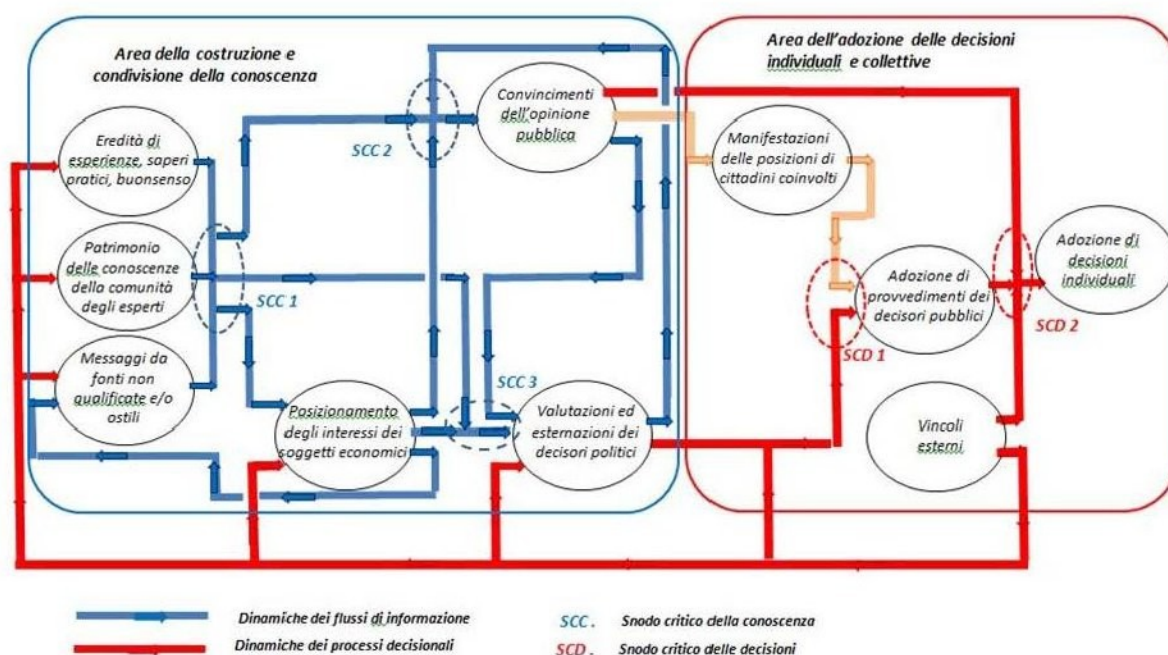 Area della costruzione e
condivisione della conoscenza
Area dell'adozione delle decisioni
individuali e collettive
Eredità di
esperienze, saperi
pratici, buonsenso
SCC 2
Convincimenti
dell'opinione
pubblica
Manifestazioni
delle posizioni di
cittadini coinvolti
Patrimonio
delle conoscenze
della comunità
degli esperti
SCC 1
Adozione di
provvedimenti dei
decisori pubblici
Adozione di
decisioni
individuali
SCD 1
SCD 2
Messaggi da
fonti non
qualificate e/o
ostili
SCC 3
Posizionamento
degli interessi dei
soggetti economici
Valutazioni ed
esternazioni dei
decisori politici
Vincoli
esterni
Dinamiche dei flussi di informazione
SCC . Snodo critico della conoscenza
Dinamiche dei processi decisionali
SCD . Snodo critico delle decisioni